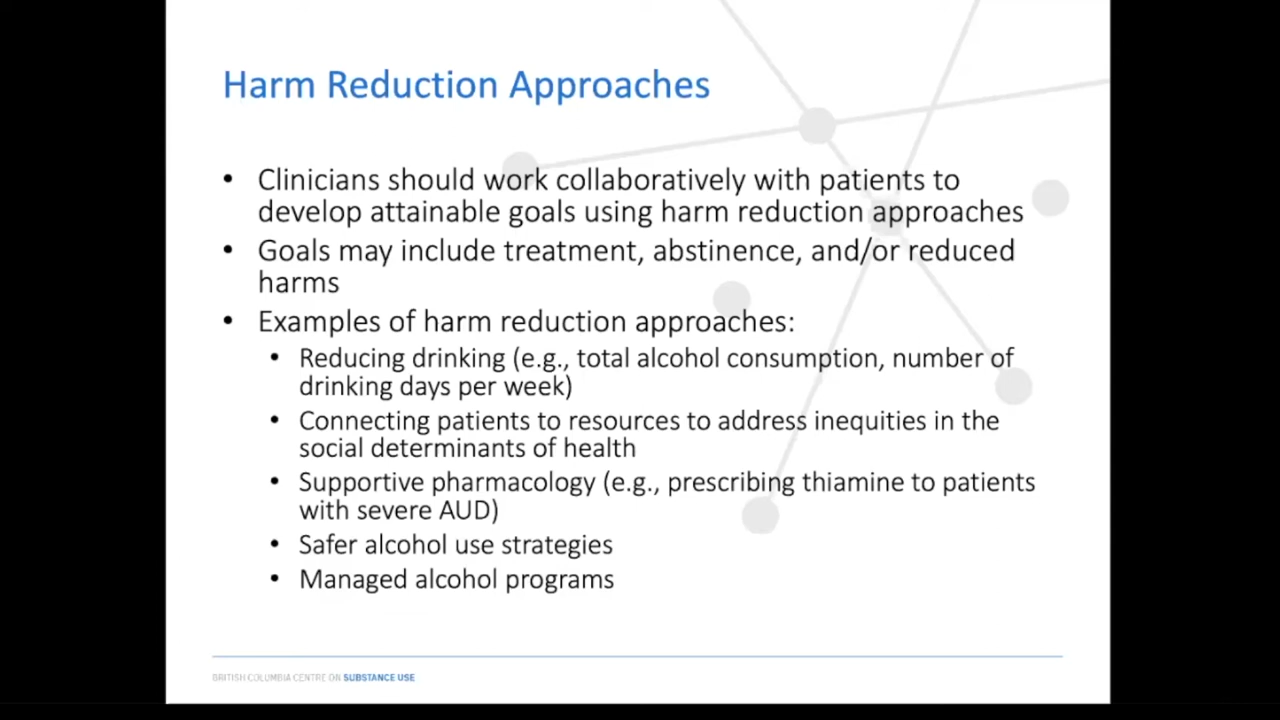 Harm Reduction Approaches
• Clinicians should work collaboratively with patients to
develop attainable goals using harm reduction approaches
• Goals may include treatment, abstinence, and/or reduced
harms
• Examples of harm reduction approaches:
• Reducing drinking (e.g., total alcohol consumption, number of
drinking days per week)
• Connecting patients to resources to address inequities in the
social determinants of health
• Supportive pharmacology (e.g., prescribing thiamine to patients
with severe AUD)
• Safer alcohol use strategies
• Managed alcohol programs
BRITISH COLUMBIA CENTRE ON SUBSTANCE USE